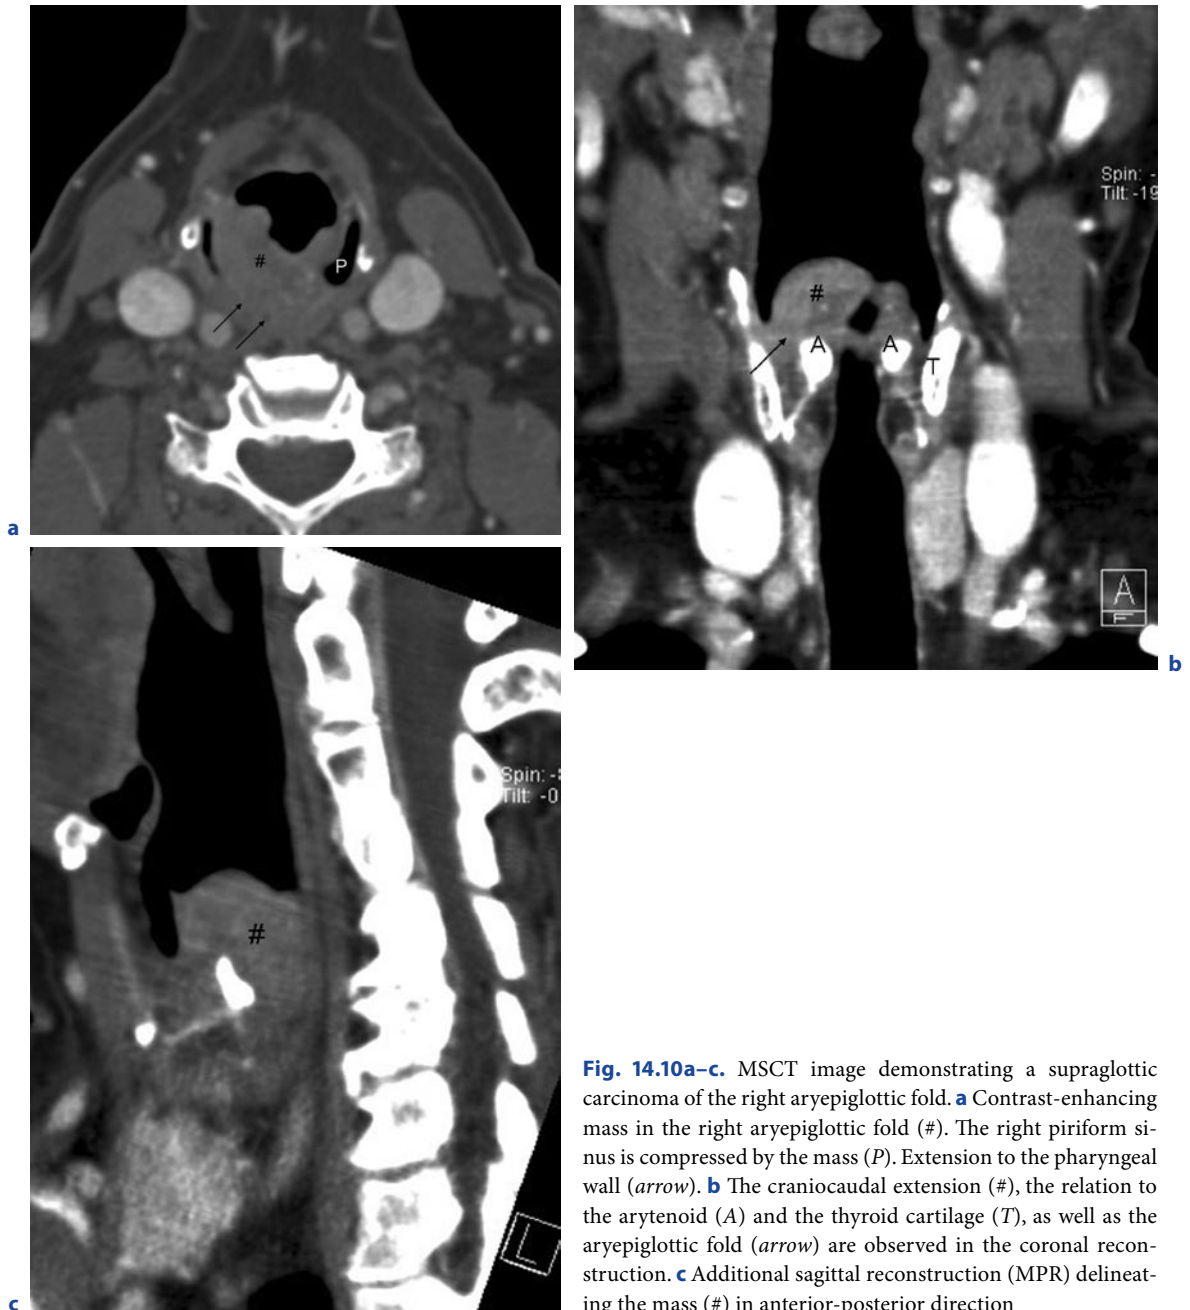 #
P
a
Spin: -
Tilt: -19
#
A
A
T
A
F
b
Spin: -
Tilt: -0
#
L
c
Fig. 14.10a–c. MSCT image demonstrating a supraglottic
carcinoma of the right aryepiglottic fold. a Contrast-enhancing
mass in the right aryepiglottic fold (#). The right piriform si-
nus is compressed by the mass (P). Extension to the pharyngeal
wall (arrow). b The craniocaudal extension (#), the relation to
the arytenoid (A) and the thyroid cartilage (T), as well as the
aryepiglottic fold (arrow) are observed in the coronal recon-
struction. c Additional sagittal reconstruction (MPR) delineat-
ing the mass (#) in anterior-posterior direction